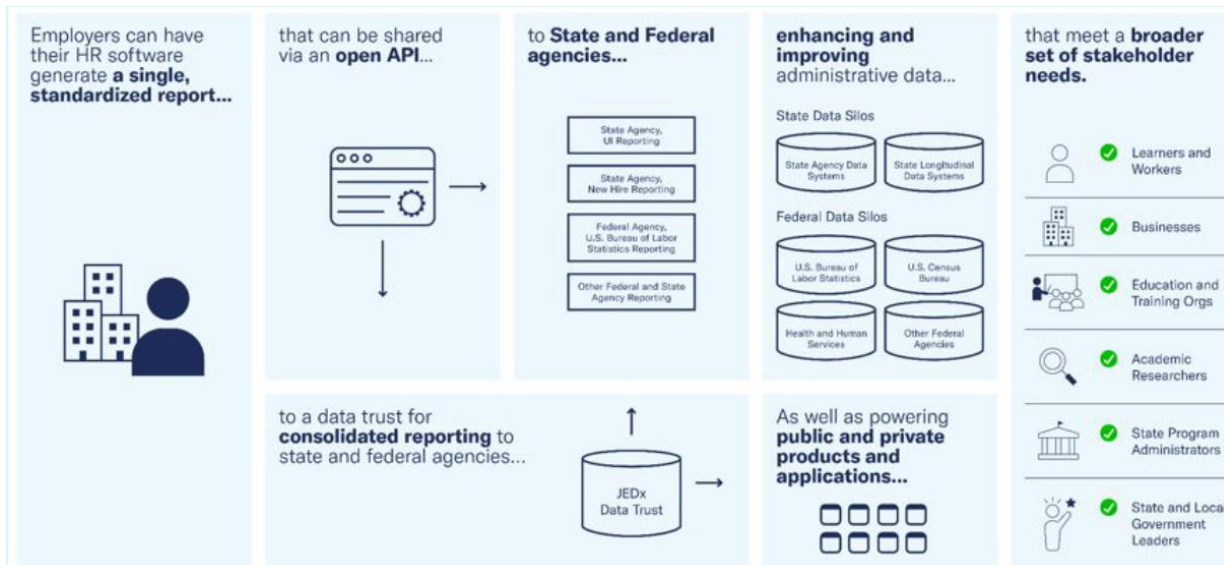 Employers can have
their HR software
generate a single,
standardized report...
that can be shared
via an open API...
to State and Federal
agencies...
State Agency,
UI Reporting
State Agency,
New Hire Reporting
Federal Agency,
U.S. Bureau of Labor
Statistics Reporting
Other Federal and State
Agency Reporting
enhancing and
improving
administrative data...
State Data Silos
State Agency Data
Systems
State Longitudinal
Data Systems
Federal Data Silos
U.S. Bureau of
Labor Statistics
U.S. Census
Bureau
Health and Human
Services
Other Federal
Agencies
that meet a broader
set of stakeholder
needs.
Learners and
Workers
Businesses
Education and
Training Orgs
Academic
Researchers
State Program
Administrators
State and Loca
Government
Leaders
to a data trust for
consolidated reporting to
state and federal agencies...
JEDx
Data Trust
As well as powering
public and private
products and
applications...